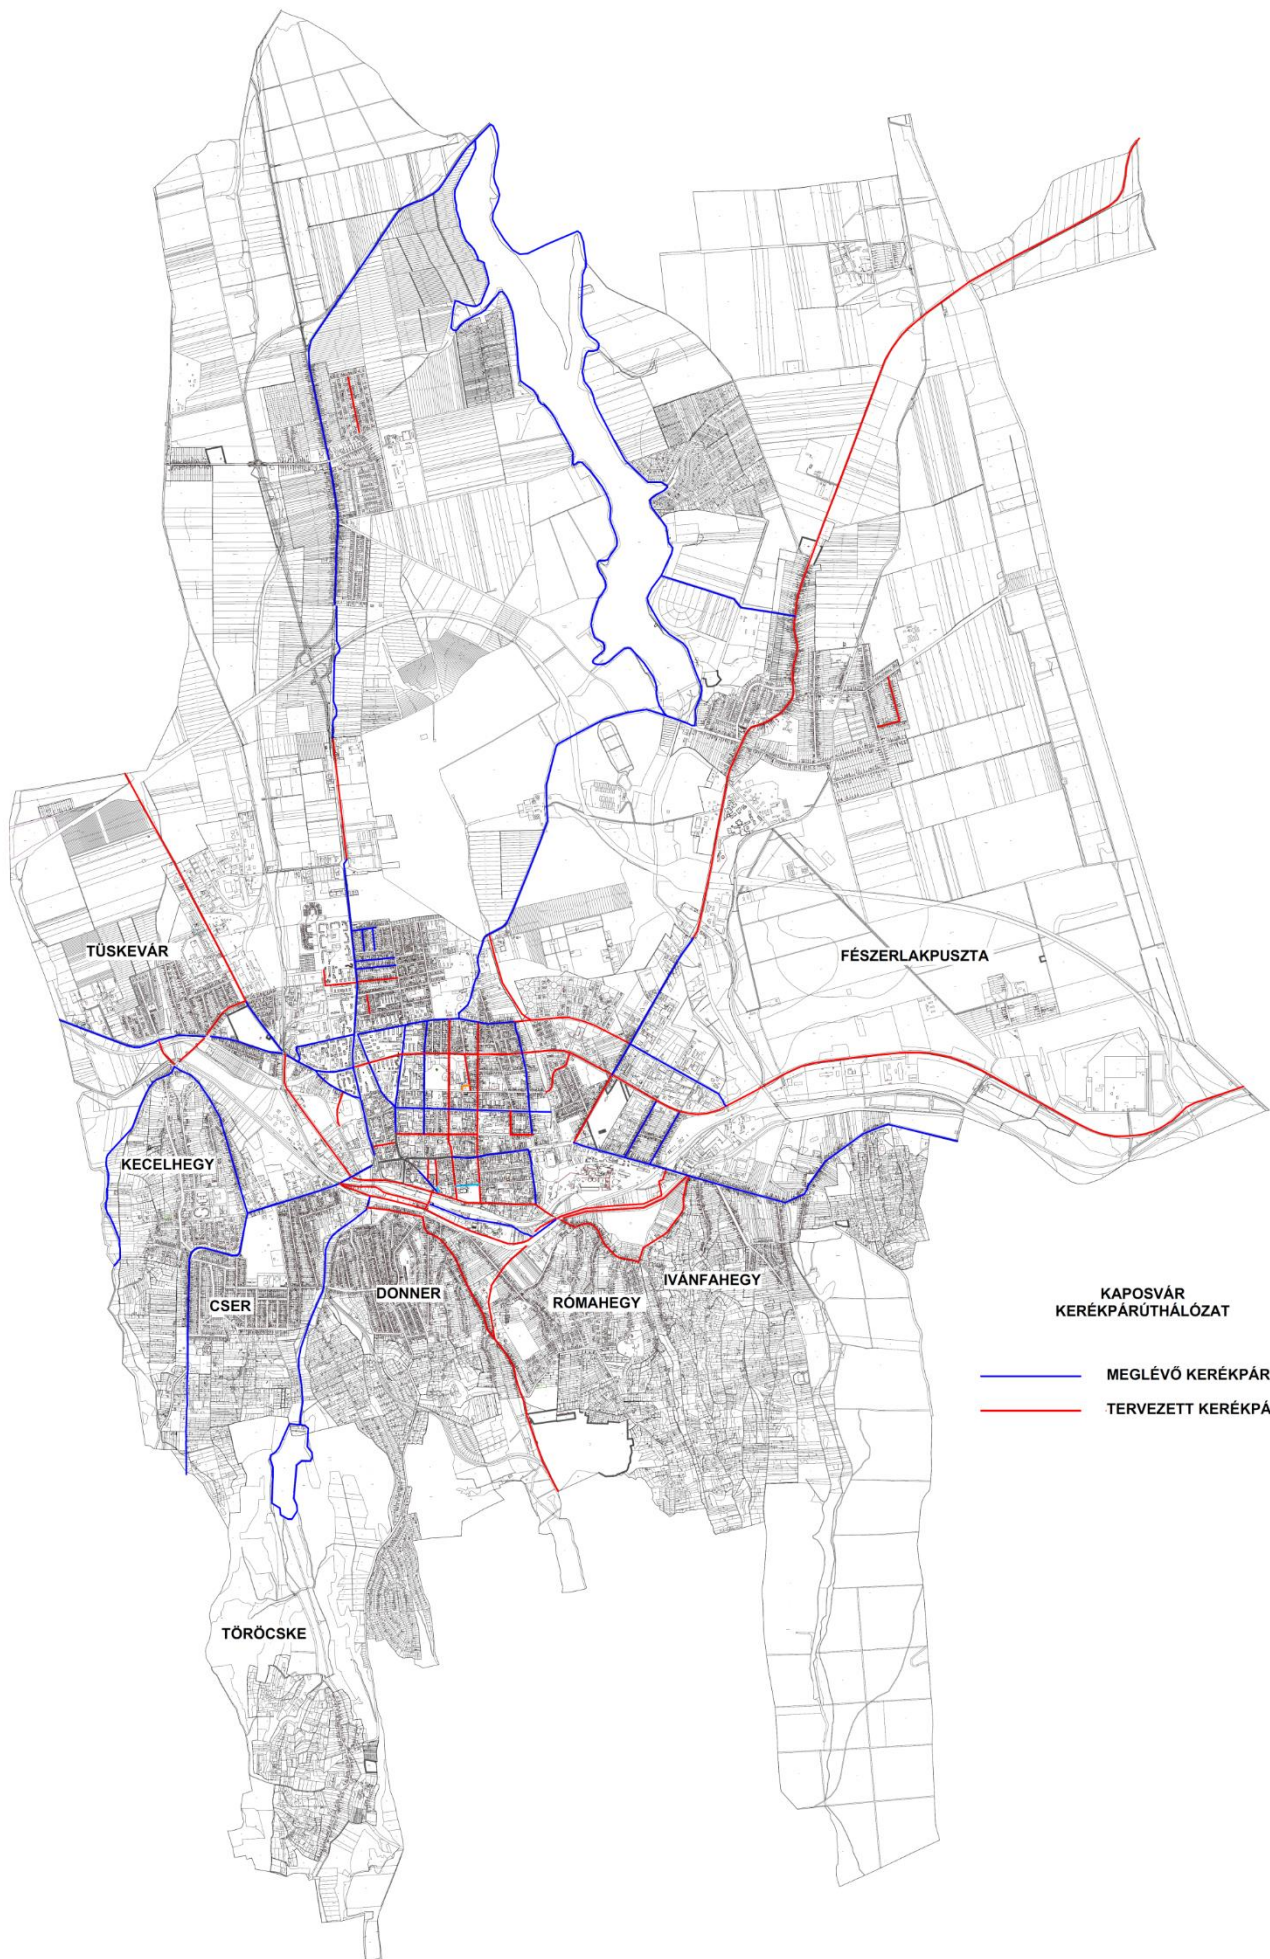 TÜSKEVÁR
FÉSZERLAKPUSZTA
KECELHEGY
CSER
DONNER
RÓMAHEGY
IVÁNFAHEGY
KAPOSVÁR
KERÉKPÁRÚTHÁLÓZAT
MEGLÉVŐ KERÉKPÁR
TERVEZETT KERÉKPÁ
TÖRÖCSKE